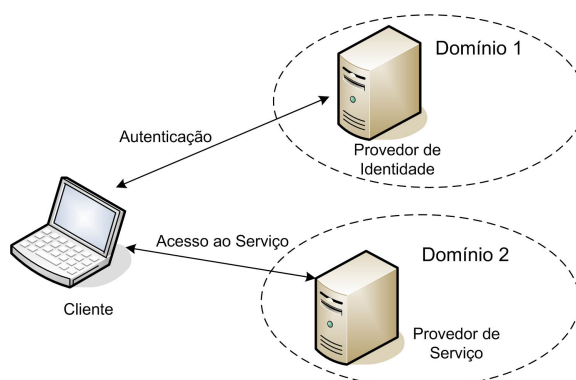 Domínio 1
Autenticação
Provedor de
Identidade
Acesso ao Serviço
Domínio 2
Cliente
Provedor de
Serviço